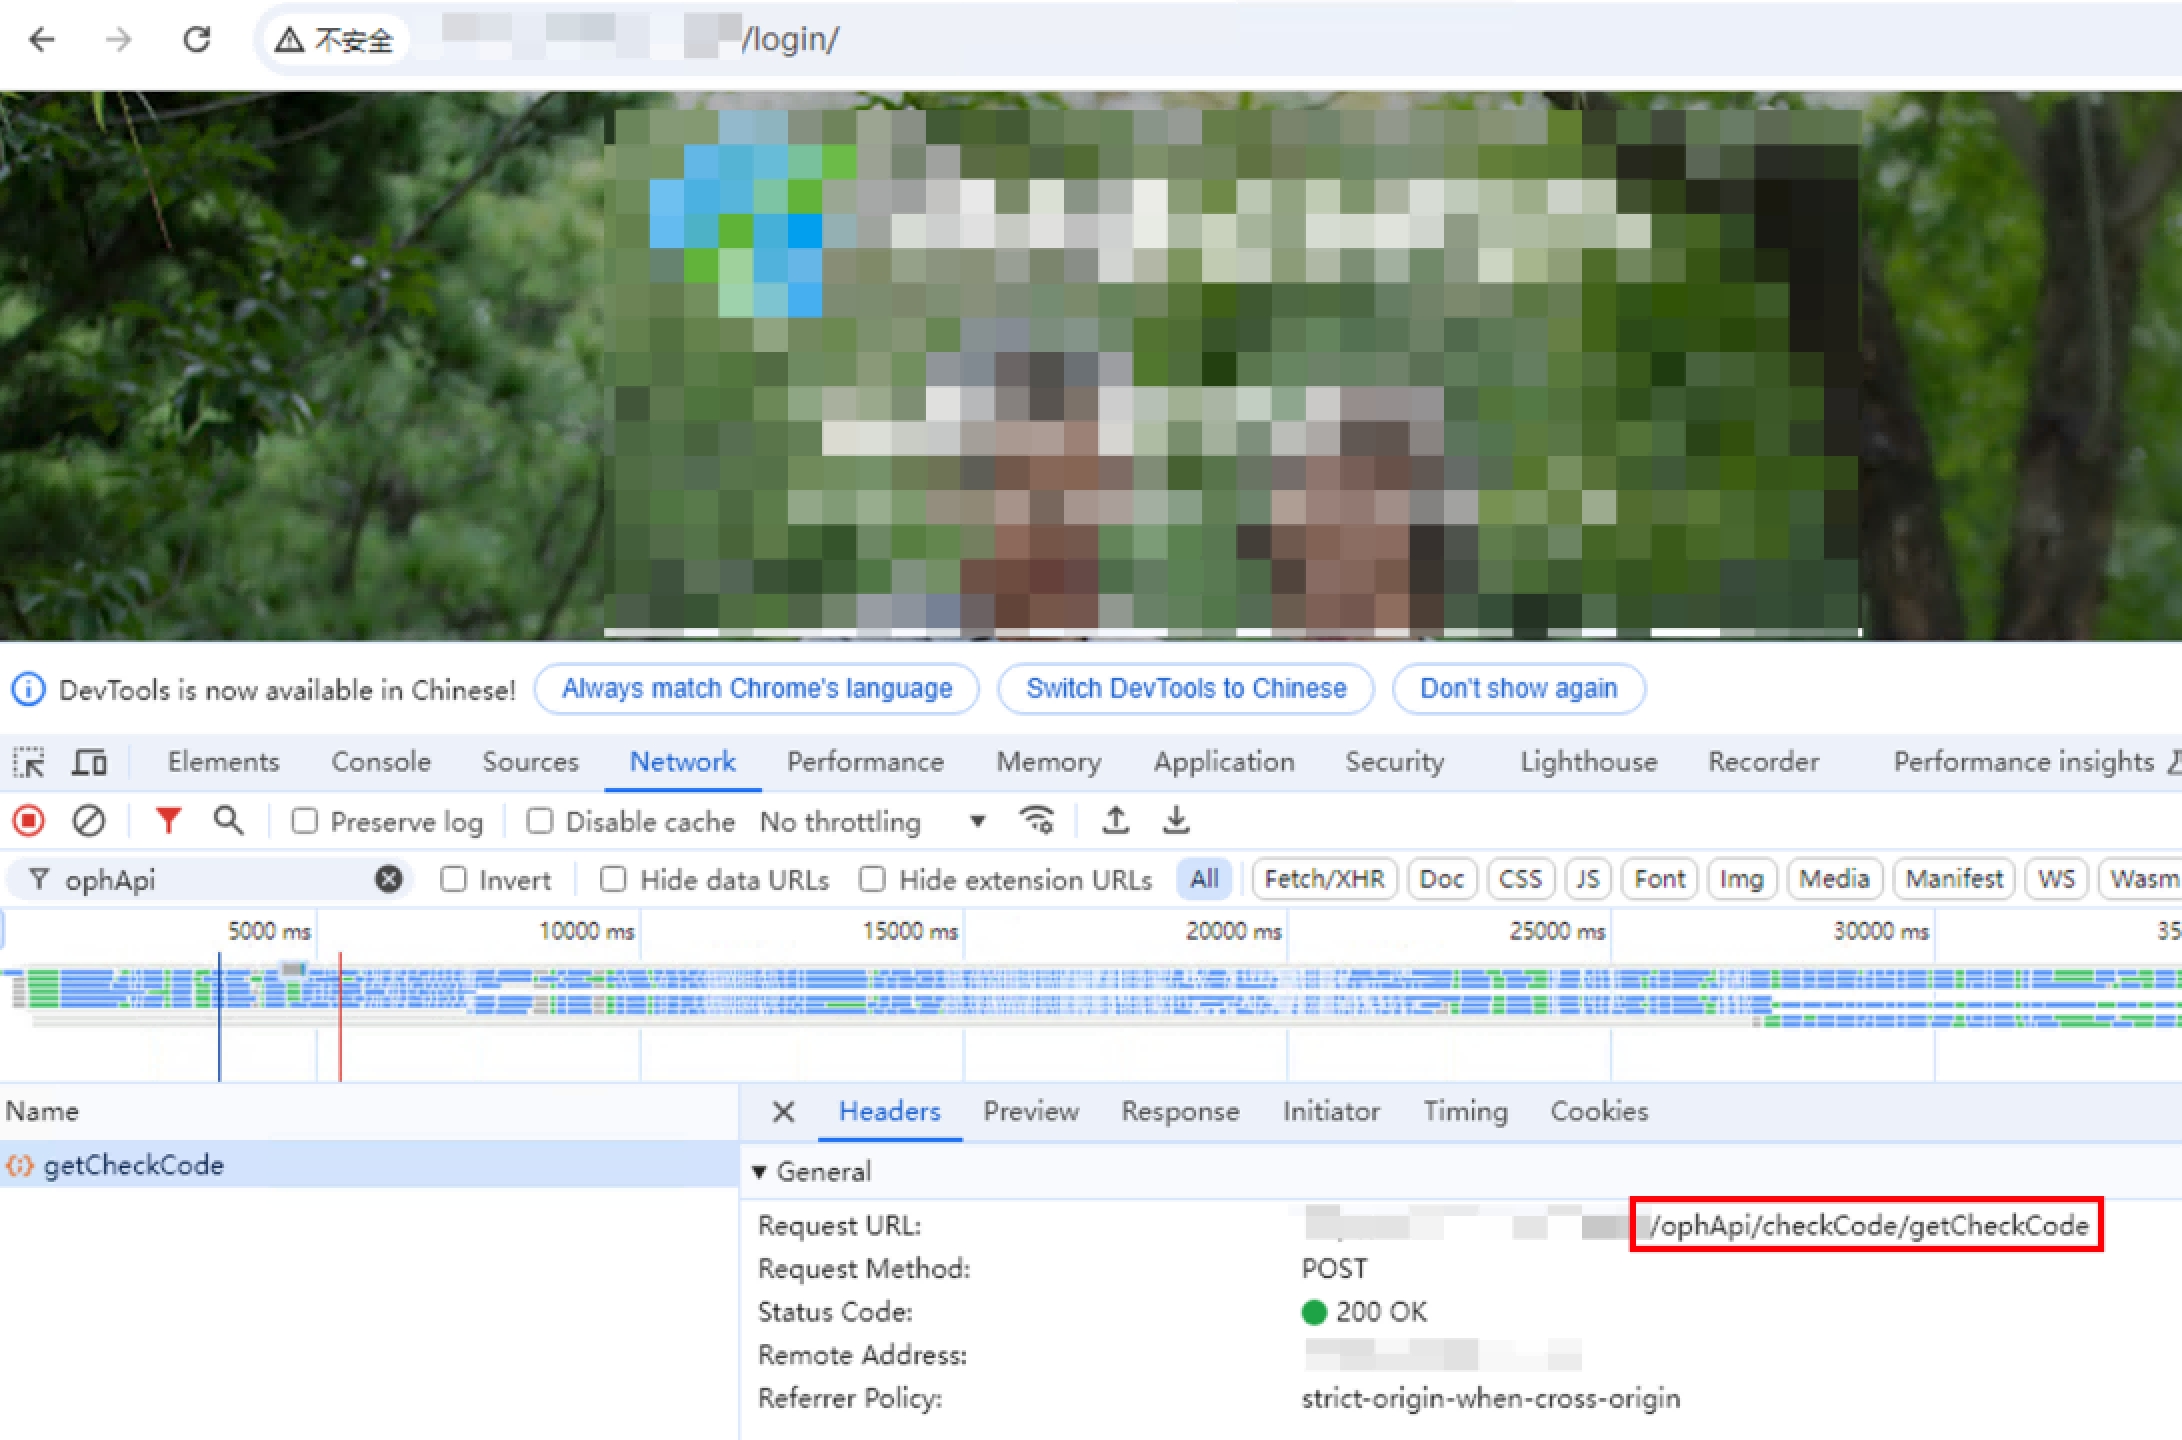 不安全 /login/
DevTools is now available in Chinese! Always match Chrome's language Switch DevTools to Chinese Don't show again
Elements Console Sources Network Performance Memory Application Security Lighthouse Recorder Performance insights
Preserve log Disable cache No throttling
ophApi Invert Hide data URLs Hide extension URLs All Fetch/XHR Doc CSS JS Font Img Media Manifest WS Wasm
5000 ms 10000 ms 15000 ms 20000 ms 25000 ms 30000 ms 35
Name Headers Preview Response Initiator Timing Cookies
getCheckCode
General
Request URL: /ophApi/checkCode/getCheckCode
Request Method: POST
Status Code: 200 OK
Remote Address:
Referrer Policy: strict-origin-when-cross-origin